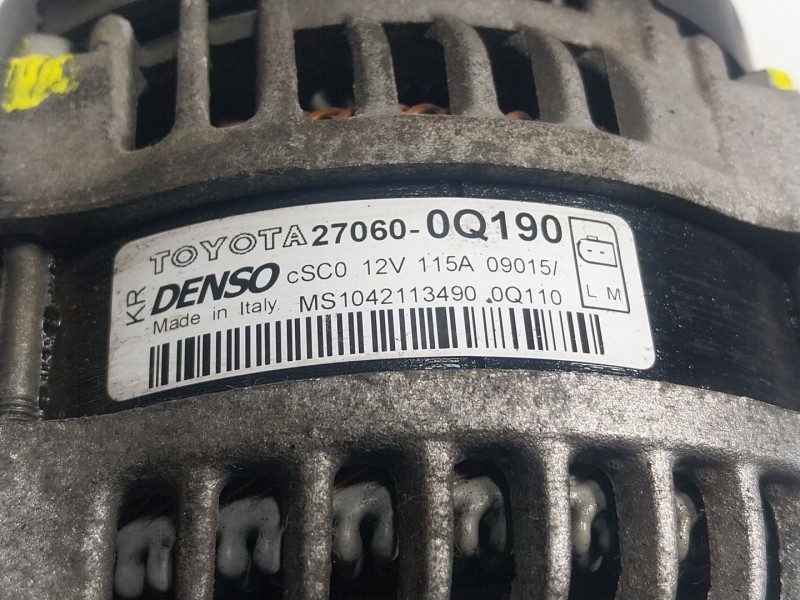 KR
TOYOTA 27060-0Q190
DENSO cSC0 12V 115A 09015/
Made in Italy MS1042113490 0Q110
L M